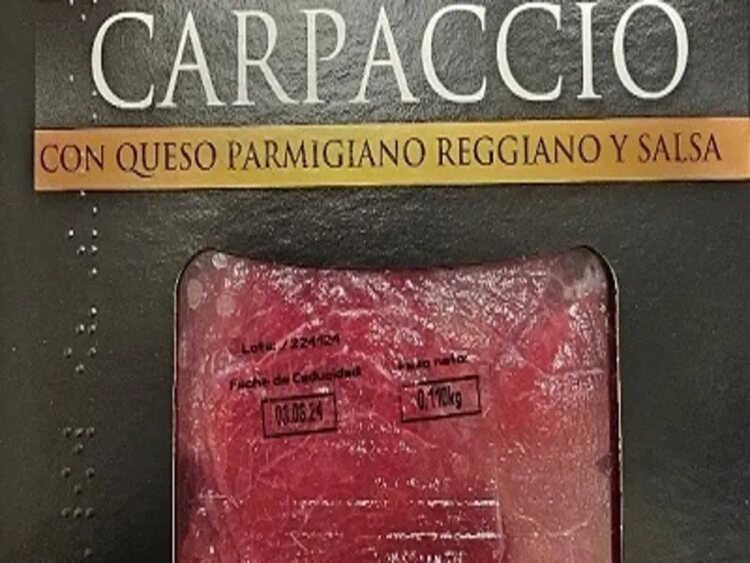 CARPACCIO
CON QUESO PARMIGIANO REGGIANO Y SALSA
Lote: 224124
Fecha de Caducidad: Peso neto:
03.06.24 0.110kg